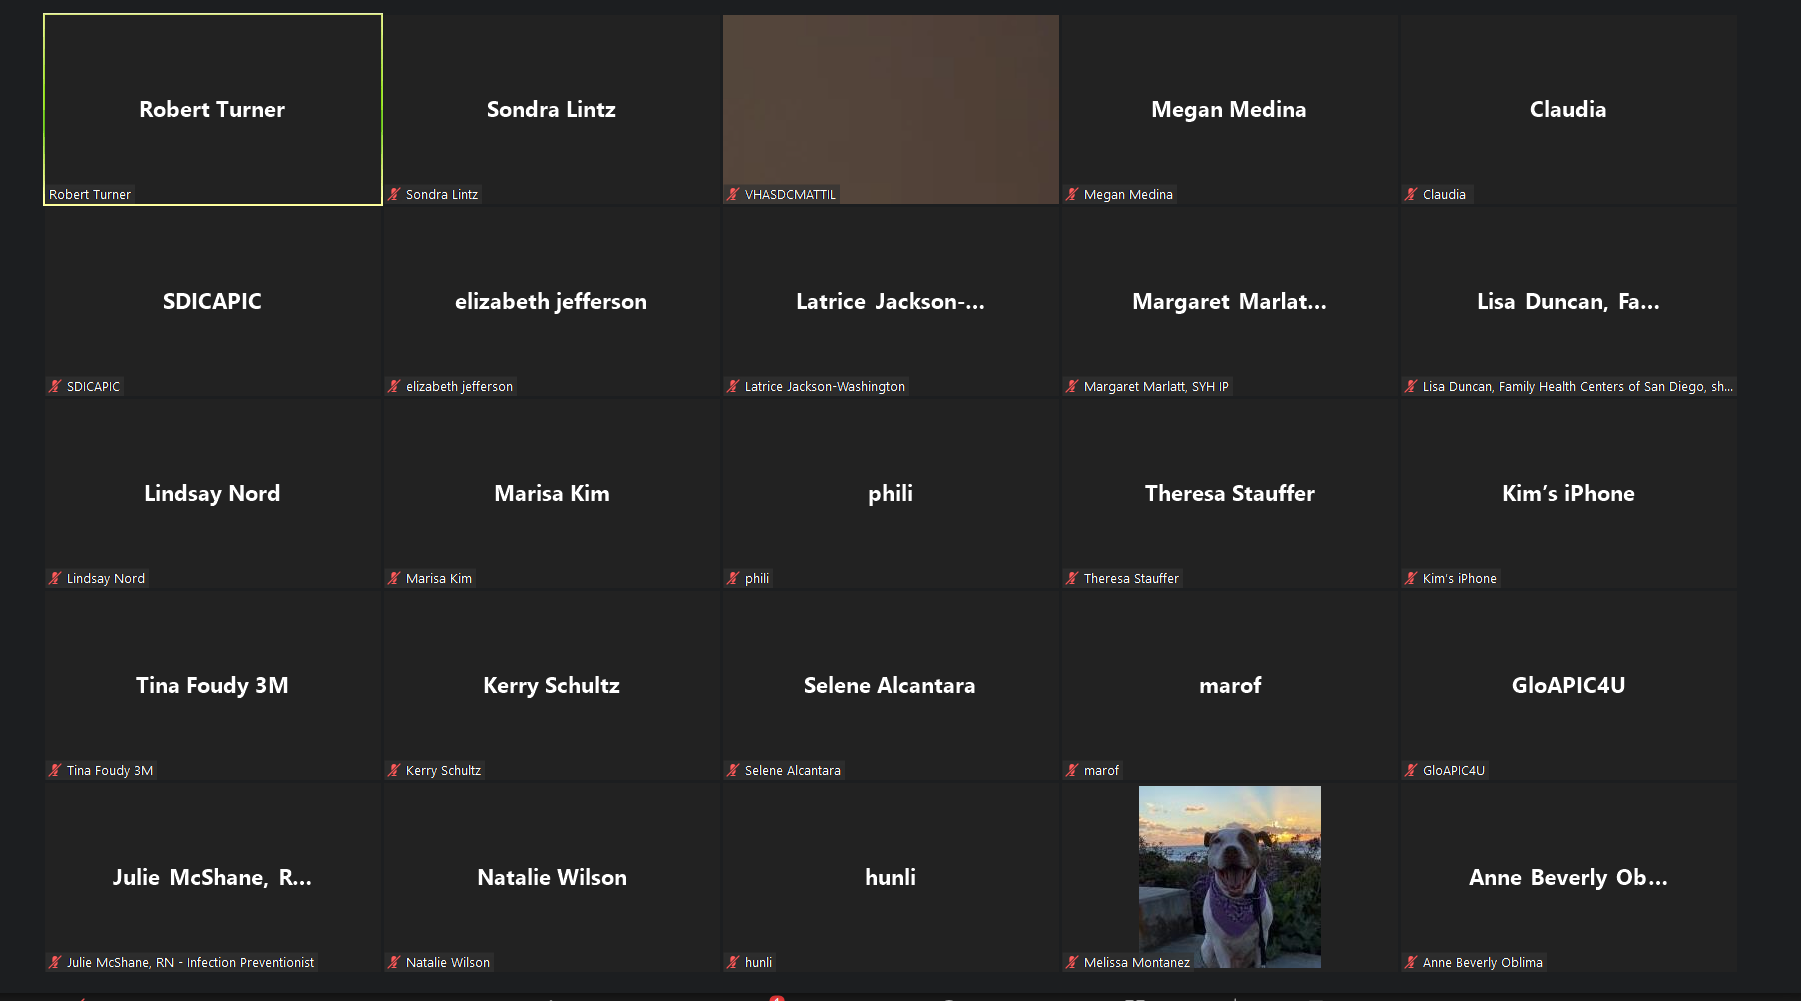 Robert Turner
Robert Turner
Sondra Lintz
Sondra Lintz
VHASDCMATTIL
Megan Medina
Megan Medina
Claudia
Claudia
SDICAPIC
SDICAPIC
elizabeth jefferson
elizabeth jefferson
Latrice Jackson-...
Latrice Jackson-Washington
Margaret Marlat...
Margaret Marlatt, SYH IP
Lisa Duncan, Fa...
Lisa Duncan, Family Health Centers of San Diego, sh...
Lindsay Nord
Lindsay Nord
Marisa Kim
Marisa Kim
phili
phili
Theresa Stauffer
Theresa Stauffer
Kim’s iPhone
Kim’s iPhone
Tina Foudy 3M
Tina Foudy 3M
Kerry Schultz
Kerry Schultz
Selene Alcantara
Selene Alcantara
marof
marof
GloAPIC4U
GloAPIC4U
Julie McShane, R...
Julie McShane, RN - Infection Preventionist
Natalie Wilson
Natalie Wilson
hunli
hunli
Melissa Montanez
Anne Beverly Ob...
Anne Beverly Oblima